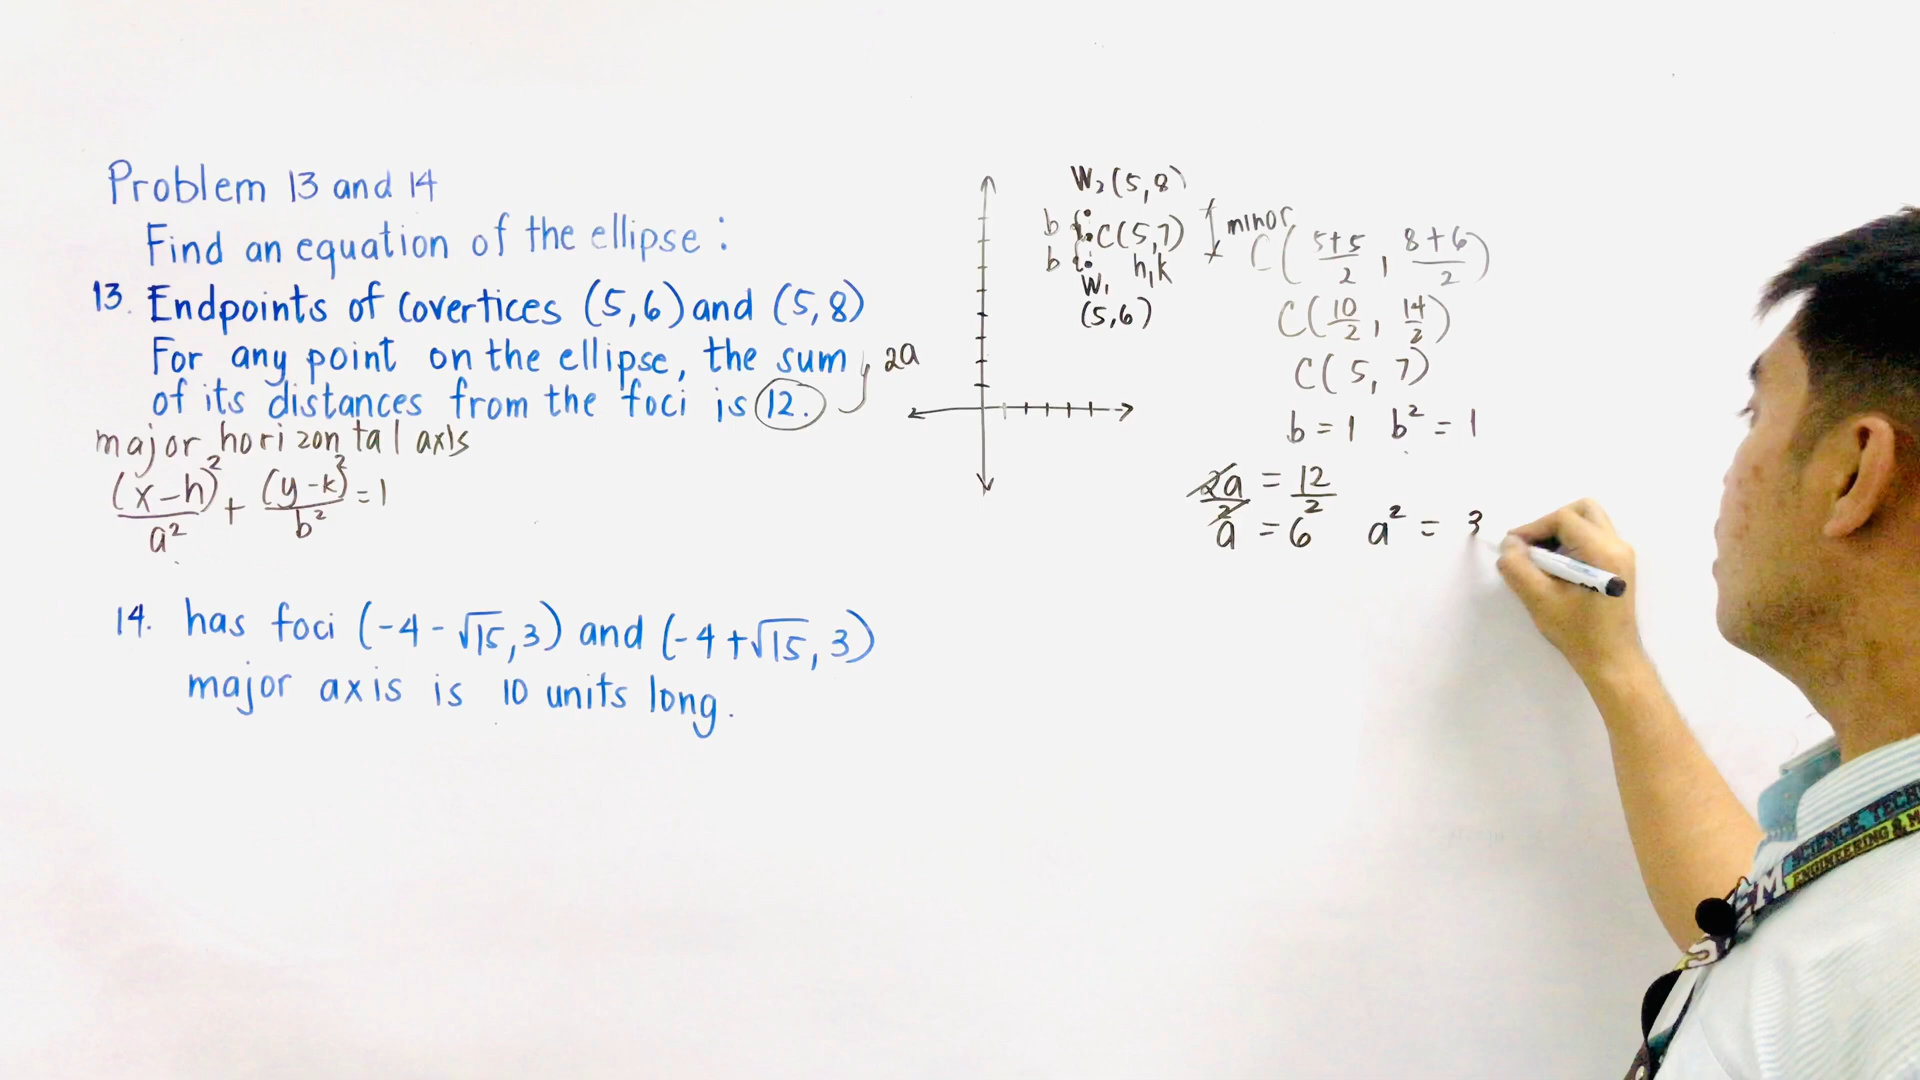 Problem 13 and 14
Find an equation of the ellipse:
13. Endpoints of covertices (5,6) and (5,8)
For any point on the ellipse, the sum
of its distances from the foci is 12.
2a
major horizontal axis
(x-h)²/a² + (y-k)²/b² = 1
14. has foci (-4-√15,3) and (-4+√15,3)
major axis is 10 units long.
W₂(5,8)
b C(5,7)
b h,k
W₁
(5,6)
minor
C(5+5/2, 8+6/2)
C(10/2, 14/2)
C(5, 7)
b = 1 b² = 1
2a/2 = 12/2
a = 6 a² = 3
SCIENCE, TECH
ENGINEERING & M
EM